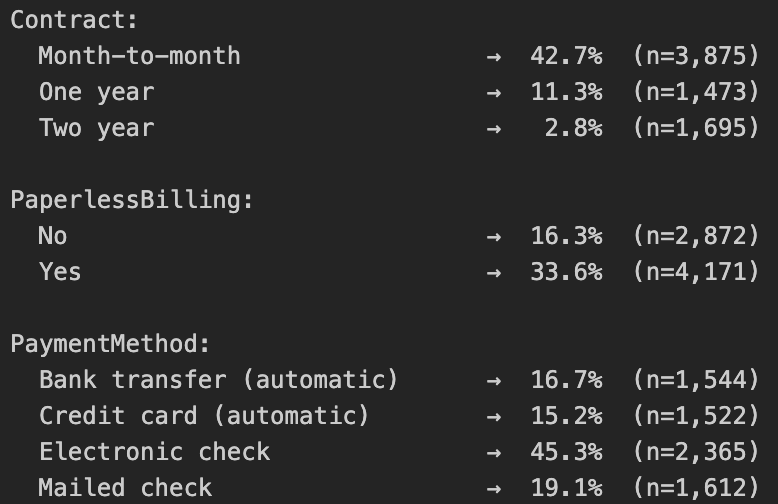 Contract:
Month-to-month → 42.7% (n=3,875)
One year → 11.3% (n=1,473)
Two year → 2.8% (n=1,695)
PaperlessBilling:
No → 16.3% (n=2,872)
Yes → 33.6% (n=4,171)
PaymentMethod:
Bank transfer (automatic) → 16.7% (n=1,544)
Credit card (automatic) → 15.2% (n=1,522)
Electronic check → 45.3% (n=2,365)
Mailed check → 19.1% (n=1,612)